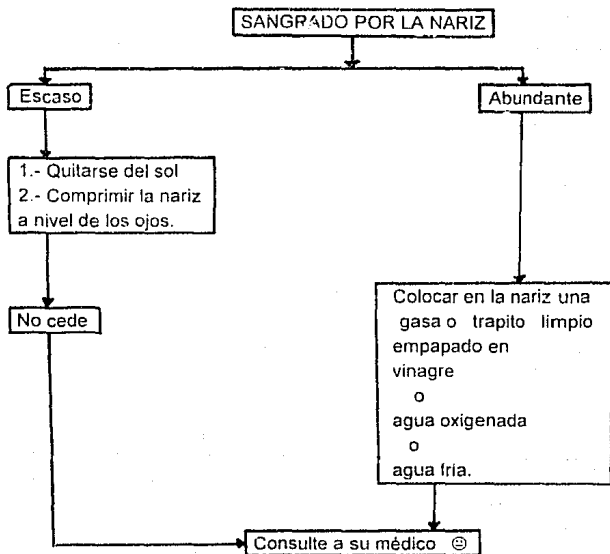 SANGRADO POR LA NARIZ
Escaso
Abundante
1.- Quitarse del sol
2.- Comprimir la nariz
a nivel de los ojos.
No cede
Colocar en la nariz una
gasa o trapito limpio
empapado en
vinagre
o
agua oxigenada
o
agua fría.
Consulte a su médico ☹